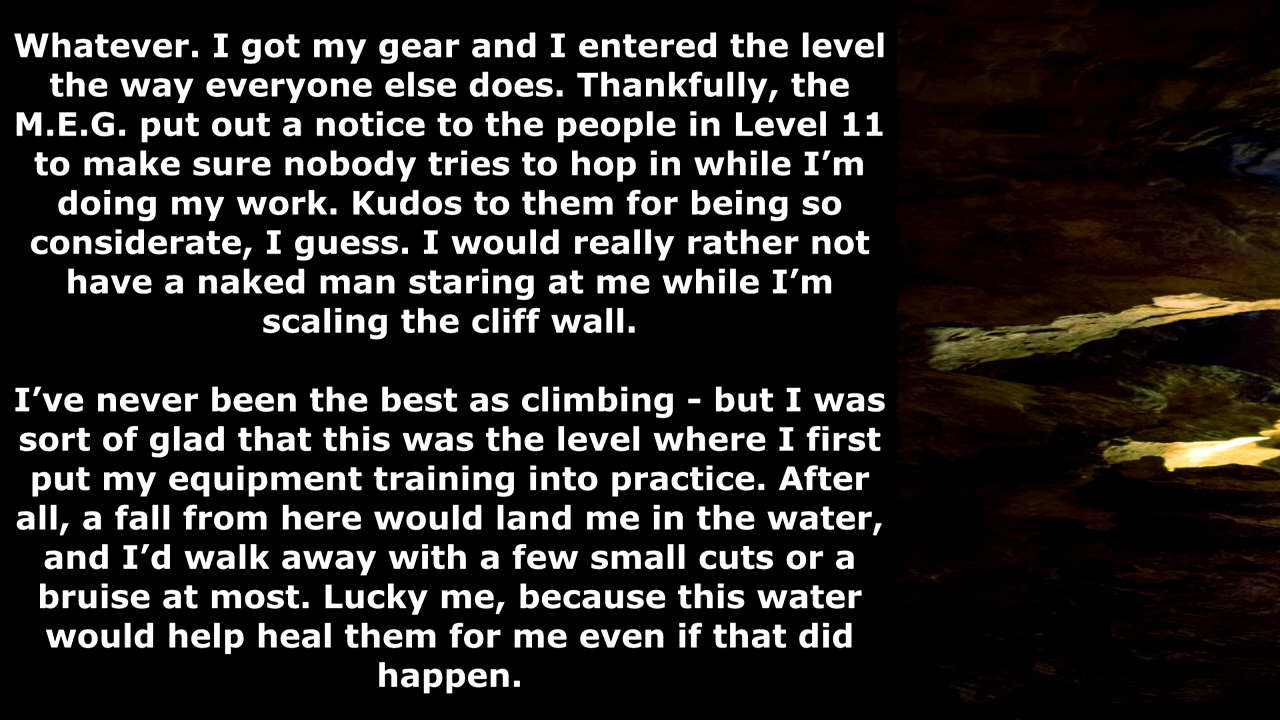 Whatever. I got my gear and I entered the level
the way everyone else does. Thankfully, the
M.E.G. put out a notice to the people in Level 11
to make sure nobody tries to hop in while I’m
doing my work. Kudos to them for being so
considerate, I guess. I would really rather not
have a naked man staring at me while I’m
scaling the cliff wall.

I’ve never been the best as climbing - but I was
sort of glad that this was the level where I first
put my equipment training into practice. After
all, a fall from here would land me in the water,
and I’d walk away with a few small cuts or a
bruise at most. Lucky me, because this water
would help heal them for me even if that did
happen.